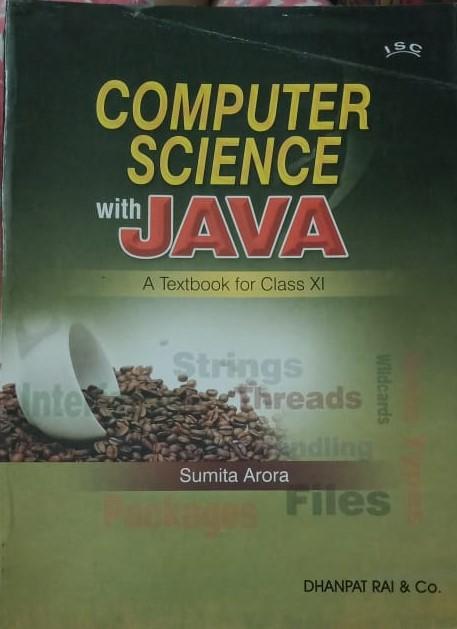 ISC
COMPUTER
SCIENCE
with JAVA
A Textbook for Class XI
Strings
Threads
Wildcards
Sumita Arora
Packages
Files
DHANPAT RAI & Co.